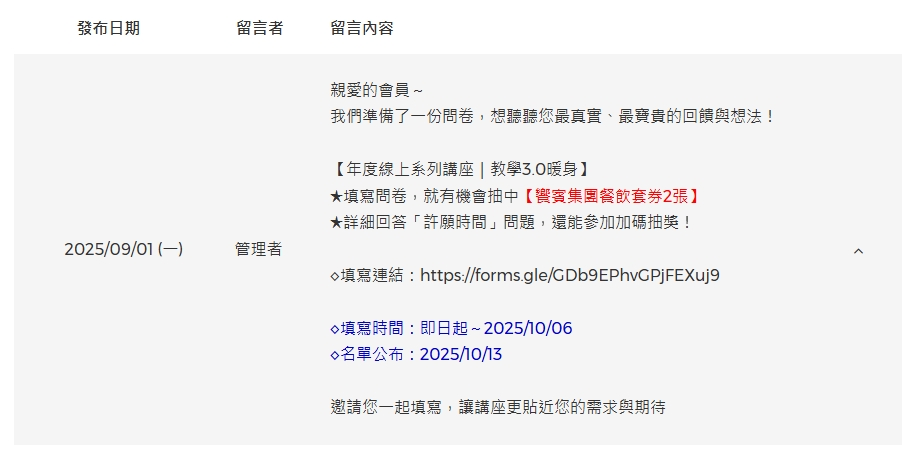 發布日期 留言者 留言內容
親愛的會員～
我們準備了一份問卷，想聽聽您最真實、最寶貴的回饋與想法！
【年度線上系列講座｜教學3.0暖身】
★填寫問卷，就有機會抽中【饗賓集團餐飲套券2張】
★詳細回答「許願時間」問題，還能參加加碼抽獎！
2025/09/01 (一) 管理者
◇填寫連結：https://forms.gle/GDb9EPhvGPjFEXuj9
◇填寫時間：即日起～2025/10/06
◇名單公布：2025/10/13
邀請您一起填寫，讓講座更貼近您的需求與期待